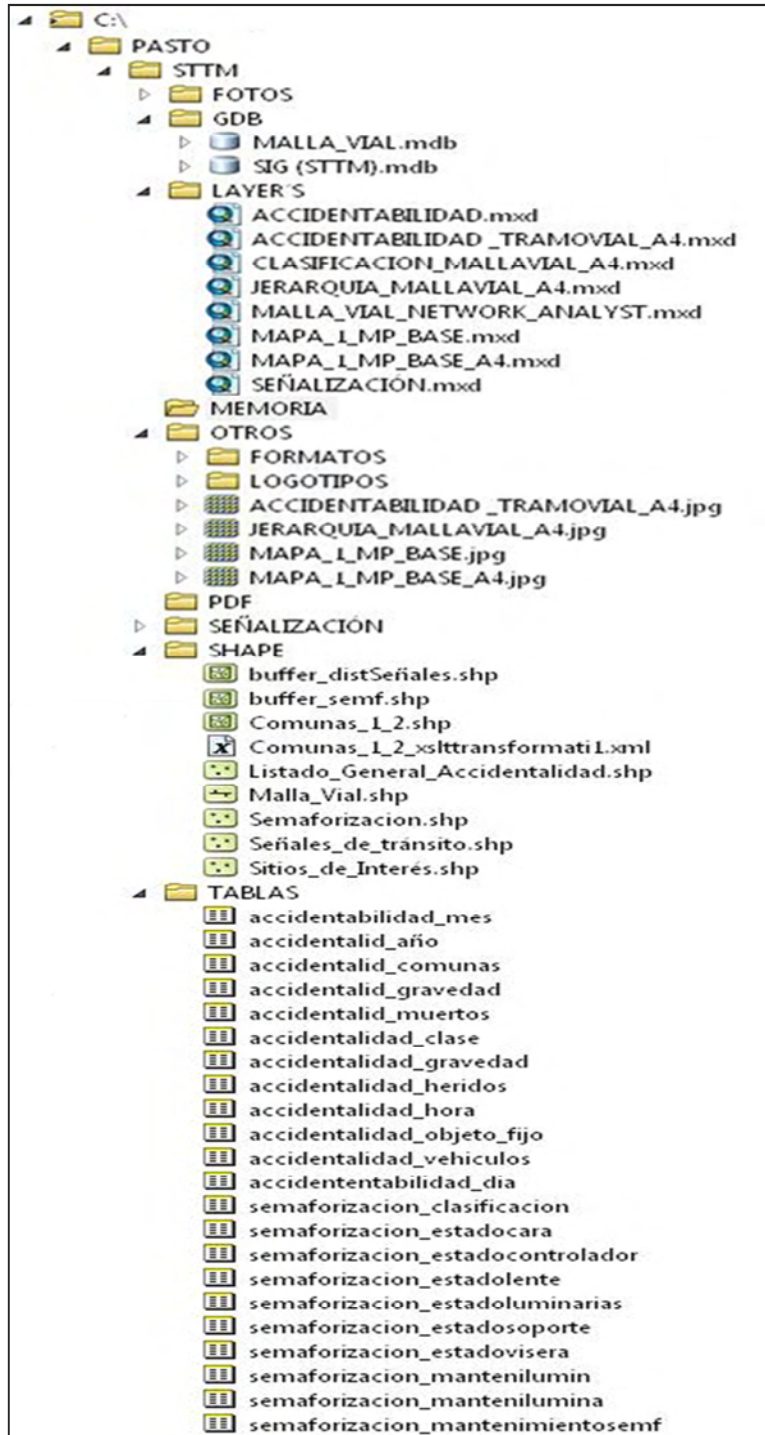 C:\
PASTO
STTM
FOTOS
GDB
MALLA_VIAL.mdb
SIG (STTM).mdb
LAYER´S
ACCIDENTABILIDAD.mxd
ACCIDENTABILIDAD _TRAMOVIAL_A4.mxd
CLASIFICACION_MALLAVIAL_A4.mxd
JERARQUIA_MALLAVIAL_A4.mxd
MALLA_VIAL_NETWORK_ANALYST.mxd
MAPA_1_MP_BASE.mxd
MAPA_1_MP_BASE_A4.mxd
SEÑALIZACIÓN.mxd
MEMORIA
OTROS
FORMATOS
LOGOTIPOS
ACCIDENTABILIDAD _TRAMOVIAL_A4.jpg
JERARQUIA_MALLAVIAL_A4.jpg
MAPA_1_MP_BASE.jpg
MAPA_1_MP_BASE_A4.jpg
PDF
SEÑALIZACIÓN
SHAPE
buffer_distSeñales.shp
buffer_semf.shp
Comunas_1_2.shp
Comunas_1_2_xslttransformati1.xml
Listado_General_Accidentalidad.shp
Malla_Vial.shp
Semaforizacion.shp
Señales_de_tránsito.shp
Sitios_de_Interés.shp
TABLAS
accidentabilidad_mes
accidentalid_año
accidentalid_comunas
accidentalid_gravedad
accidentalid_muertos
accidentalidad_clase
accidentalidad_gravedad
accidentalidad_heridos
accidentalidad_hora
accidentalidad_objeto_fijo
accidentalidad_vehiculos
accidententabilidad_dia
semaforizacion_clasificacion
semaforizacion_estadocara
semaforizacion_estadocontrolador
semaforizacion_estadolente
semaforizacion_estadoluminarias
semaforizacion_estadosoporte
semaforizacion_estadovisera
semaforizacion_mantenilumin
semaforizacion_mantenilumina
semaforizacion_mantenimientosemf